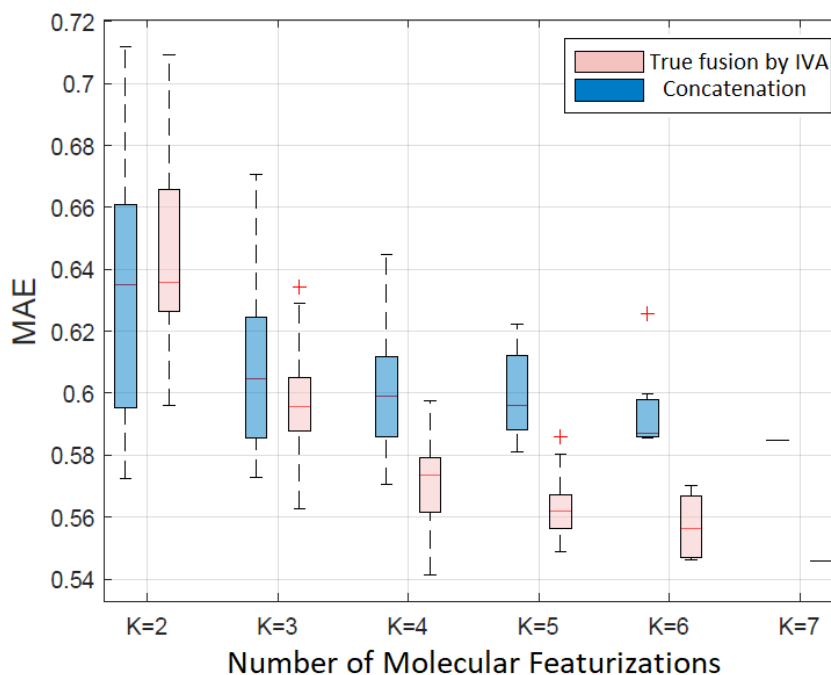 0.72
0.7
0.68
0.66
0.64
0.62
0.6
0.58
0.56
0.54
MAE
True fusion by IVA
Concatenation
K=2 K=3 K=4 K=5 K=6 K=7
Number of Molecular Featurizations